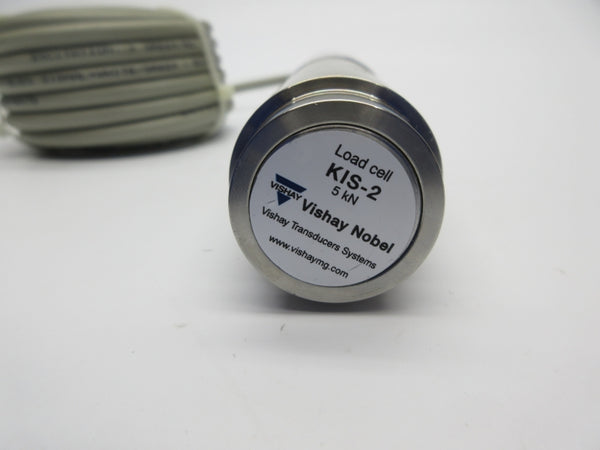 Load cell
KIS-2
5 kN
VISHAY
Vishay Nobel
Vishay Transducers Systems
www.vishaymg.com